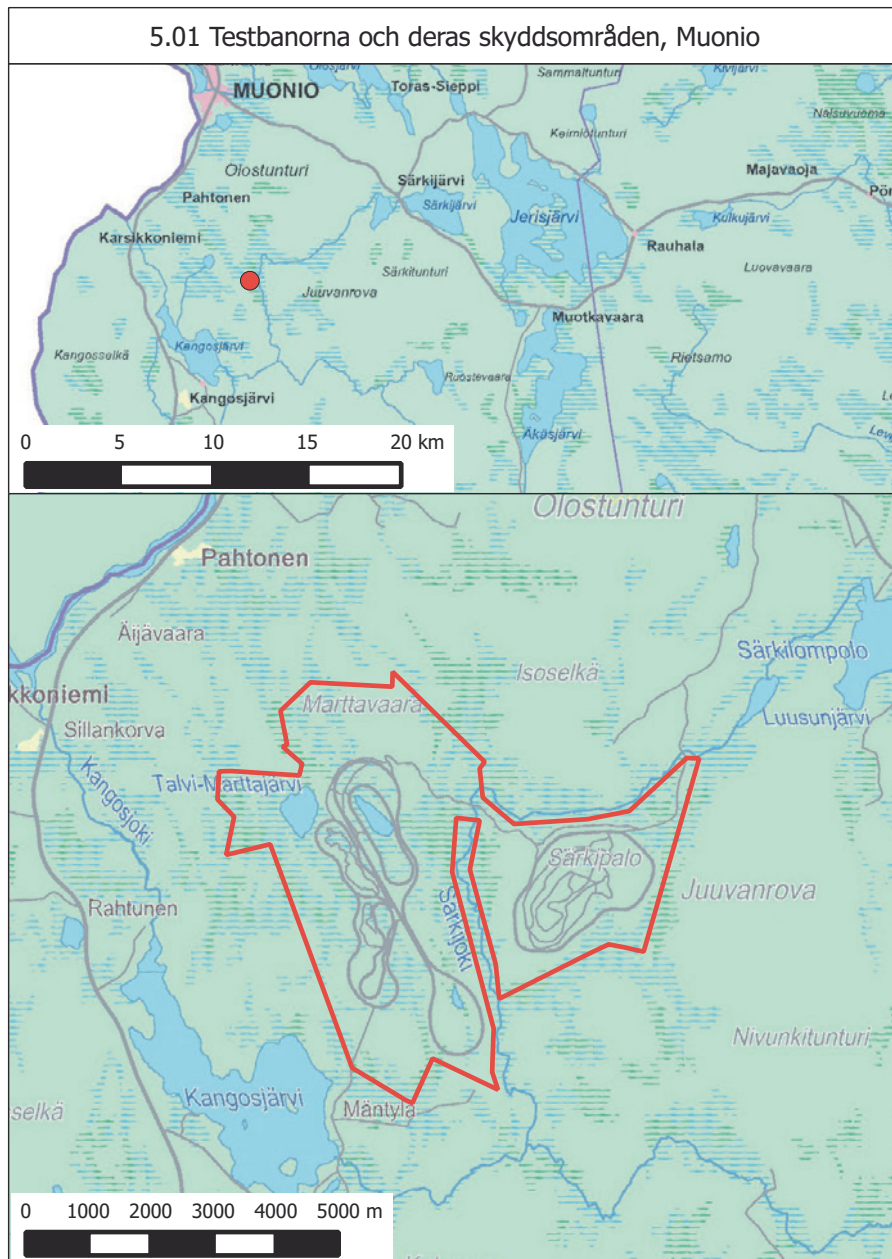 5.01 Testbanorna och deras skyddsområden, Muonio
MUONIO
Toras-Sieppi
Sammaltunturi
Kivijärvi
Nälsuvuoma
Keimiötunturi
Olostunturi
Särkijärvi
Särkijärvi
Jerisjärvi
Majavaoja
Pahtonen
Kulkujärvi
Karsikkoniemi
Rauhala
Särkitunturi
Luovavaara
Juuvanrova
Muotkavaara
Kangosselkä
Kangosjärvi
Rietsamo
Ruostevaara
Kangosjärvi
Äkäsjärvi
0 5 10 15 20 km
Olostunturi
Pahtonen
Äijävaara
Särkilompolo
Isoselkä
Marttavaara
kkoniemi
Luusunjärvi
Sillankorva
Talvi-Marttajärvi
Kangosjoki
Särkipalo
Juuvanrova
Rahtunen
Särkijoki
Nivunkitunturi
Kangosjärvi
sselkä
Mäntylä
0 1000 2000 3000 4000 5000 m